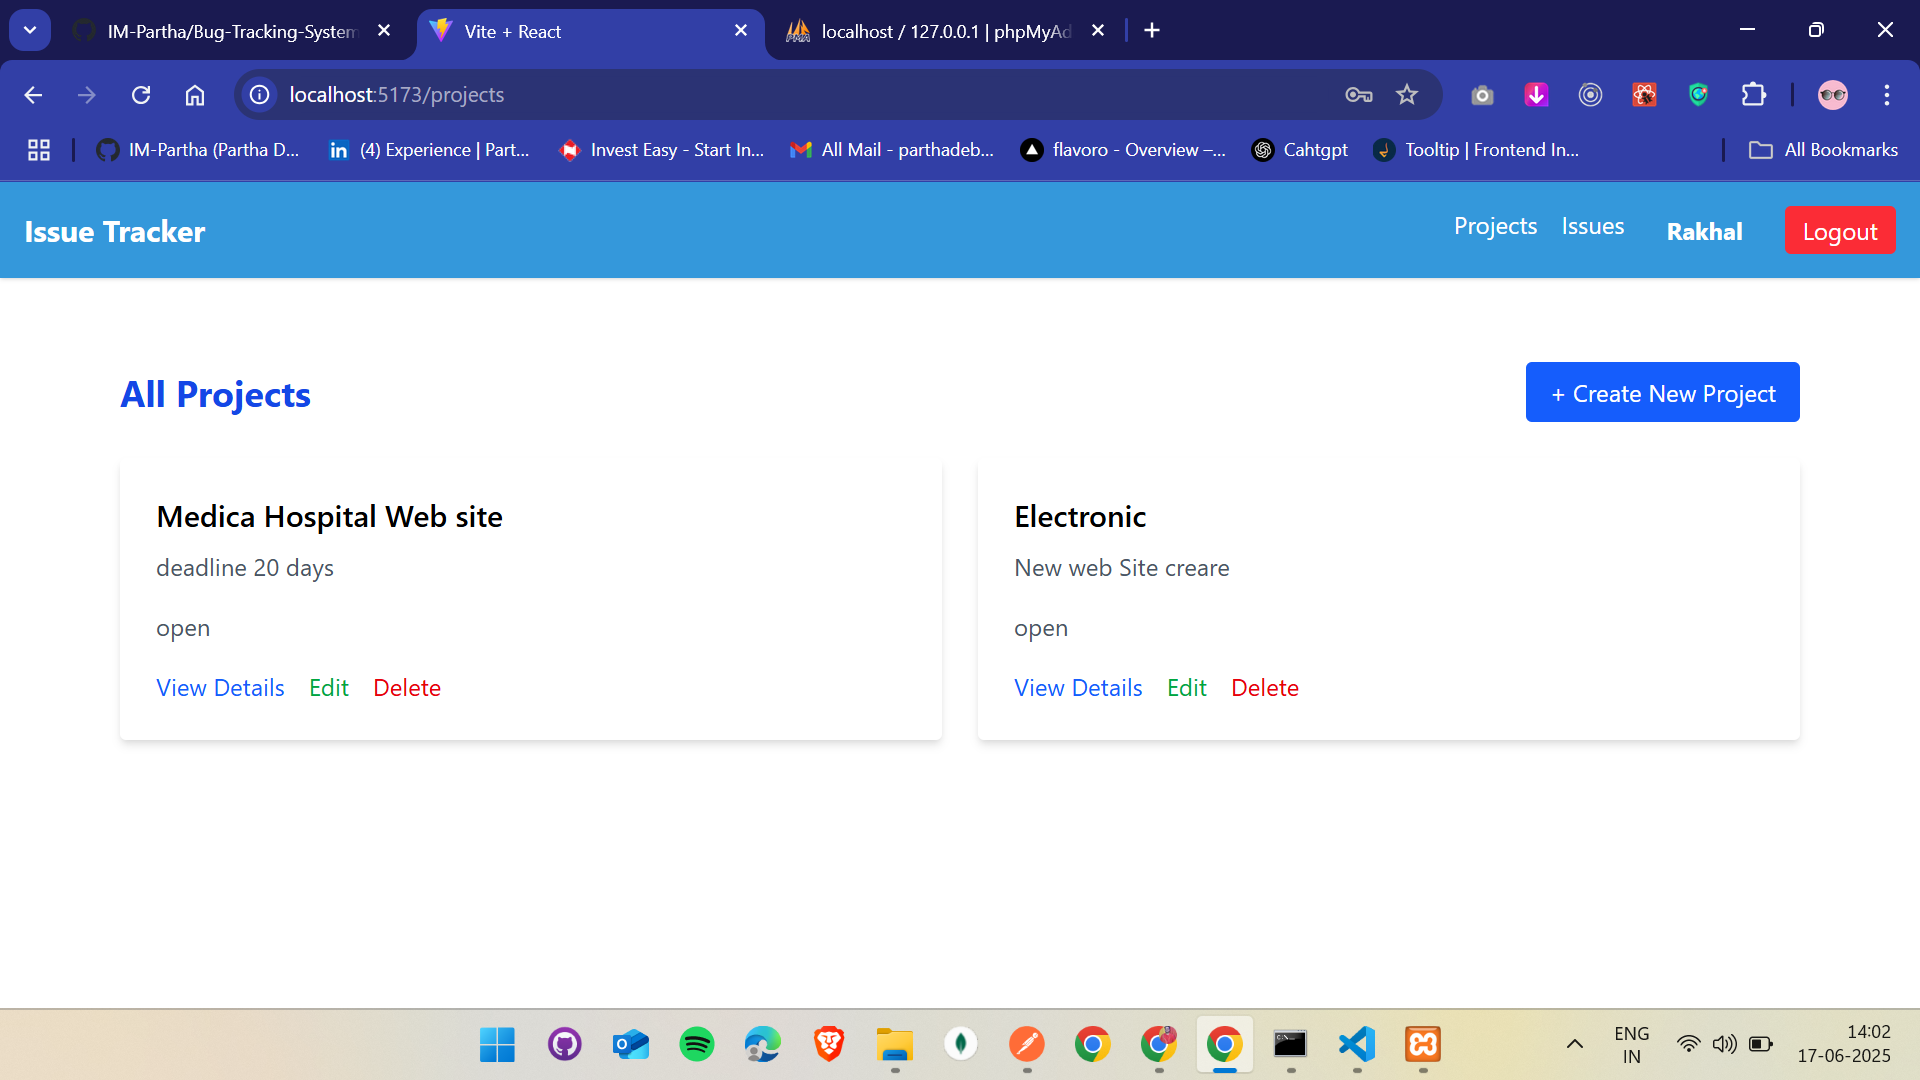 IM-Partha/Bug-Tracking-System
Vite + React
localhost / 127.0.0.1 | phpMyAd
localhost:5173/projects
IM-Partha (Partha D...
(4) Experience | Part...
Invest Easy - Start In...
All Mail - parthadeb...
flavoro - Overview –...
Cahtgpt
Tooltip | Frontend In...
All Bookmarks
Issue Tracker
Projects
Issues
Rakhal
Logout
All Projects
+ Create New Project
Medica Hospital Web site
deadline 20 days
open
View Details Edit Delete
Electronic
New web Site creare
open
View Details Edit Delete
ENG
IN
14:02
17-06-2025